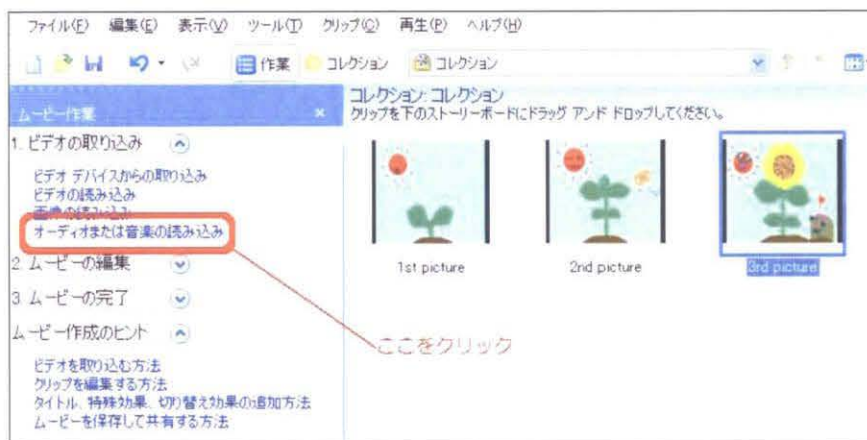 ファイル(F) 編集(E) 表示(V) ツール(T) クリップ(C) 再生(P) ヘルプ(H)
作業 コレクション コレクション
ムービー作業
コレクション: コレクション
クリップを下のストーリーボードにドラッグ アンド ドロップしてください。
1. ビデオの取り込み
ビデオ デバイスからの取り込み
ビデオの読み込み
画像の読み込み
オーディオまたは音楽の読み込み
2. ムービーの編集
3. ムービーの完了
ムービー作成のヒント
ビデオを取り込む方法
クリップを編集する方法
タイトル、特殊効果、切り替え効果の追加方法
ムービーを保存して共有する方法
1st picture
2nd picture
3rd picture
ここをクリック